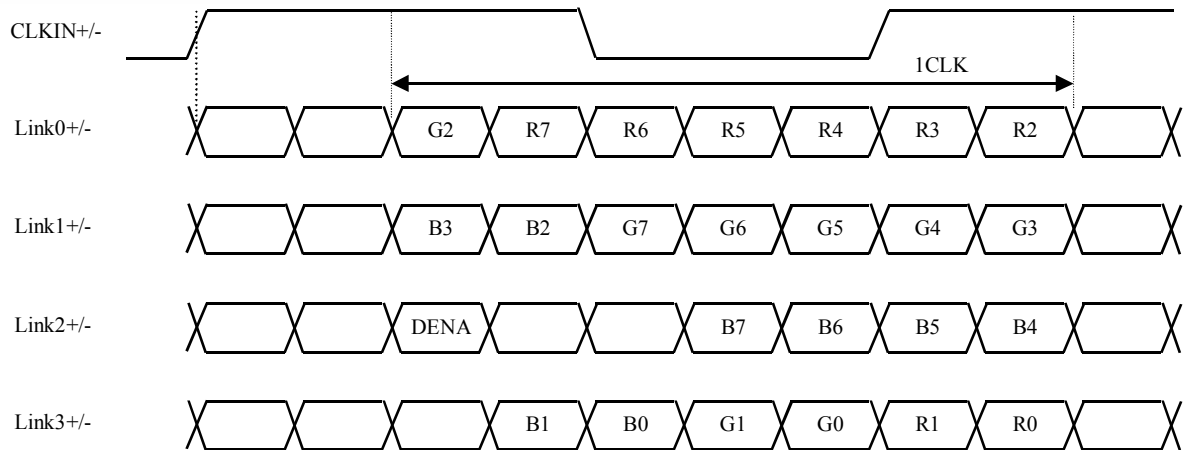 CLKIN+/-
1CLK
Link0+/- G2 R7 R6 R5 R4 R3 R2
Link1+/- B3 B2 G7 G6 G5 G4 G3
Link2+/- DENA B7 B6 B5 B4
Link3+/- B1 B0 G1 G0 R1 R0